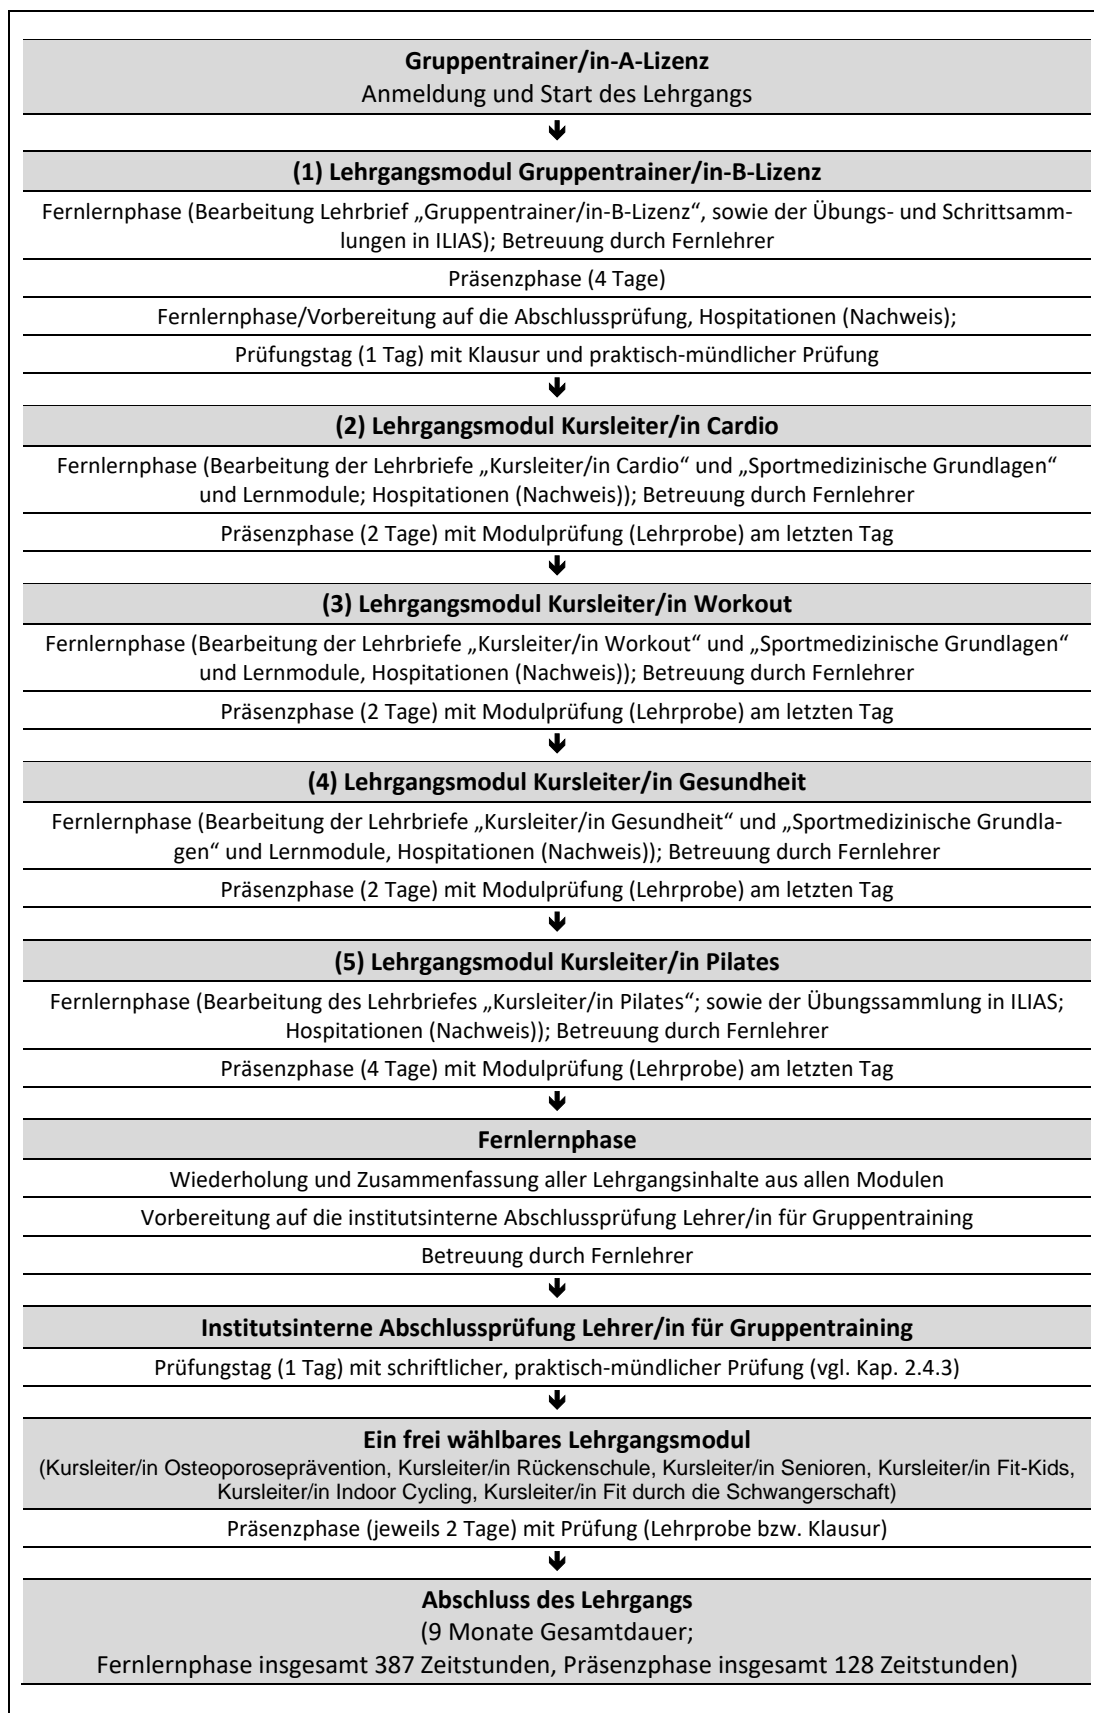 Gruppentrainer/in-A-Lizenz
Anmeldung und Start des Lehrgangs
🡻
(1) Lehrgangsmodul Gruppentrainer/in-B-Lizenz
Fernlernphase (Bearbeitung Lehrbrief „Gruppentrainer/in-B-Lizenz“, sowie der Übungs- und Schrittsamm-
lungen in ILIAS); Betreuung durch Fernlehrer
Präsenzphase (4 Tage)
Fernlernphase/Vorbereitung auf die Abschlussprüfung, Hospitationen (Nachweis);
Prüfungstag (1 Tag) mit Klausur und praktisch-mündlicher Prüfung
🡻
(2) Lehrgangsmodul Kursleiter/in Cardio
Fernlernphase (Bearbeitung der Lehrbriefe „Kursleiter/in Cardio“ und „Sportmedizinische Grundlagen“
und Lernmodule; Hospitationen (Nachweis)); Betreuung durch Fernlehrer
Präsenzphase (2 Tage) mit Modulprüfung (Lehrprobe) am letzten Tag
🡻
(3) Lehrgangsmodul Kursleiter/in Workout
Fernlernphase (Bearbeitung der Lehrbriefe „Kursleiter/in Workout“ und „Sportmedizinische Grundlagen“
und Lernmodule, Hospitationen (Nachweis)); Betreuung durch Fernlehrer
Präsenzphase (2 Tage) mit Modulprüfung (Lehrprobe) am letzten Tag
🡻
(4) Lehrgangsmodul Kursleiter/in Gesundheit
Fernlernphase (Bearbeitung der Lehrbriefe „Kursleiter/in Gesundheit“ und „Sportmedizinische Grundla-
gen“ und Lernmodule, Hospitationen (Nachweis)); Betreuung durch Fernlehrer
Präsenzphase (2 Tage) mit Modulprüfung (Lehrprobe) am letzten Tag
🡻
(5) Lehrgangsmodul Kursleiter/in Pilates
Fernlernphase (Bearbeitung des Lehrbriefes „Kursleiter/in Pilates“; sowie der Übungssammlung in ILIAS;
Hospitationen (Nachweis)); Betreuung durch Fernlehrer
Präsenzphase (4 Tage) mit Modulprüfung (Lehrprobe) am letzten Tag
🡻
Fernlernphase
Wiederholung und Zusammenfassung aller Lehrgangsinhalte aus allen Modulen
Vorbereitung auf die institutsinterne Abschlussprüfung Lehrer/in für Gruppentraining
Betreuung durch Fernlehrer
🡻
Institutsinterne Abschlussprüfung Lehrer/in für Gruppentraining
Prüfungstag (1 Tag) mit schriftlicher, praktisch-mündlicher Prüfung (vgl. Kap. 2.4.3)
🡻
Ein frei wählbares Lehrgangsmodul
(Kursleiter/in Osteoporoseprävention, Kursleiter/in Rückenschule, Kursleiter/in Senioren, Kursleiter/in Fit-Kids,
Kursleiter/in Indoor Cycling, Kursleiter/in Fit durch die Schwangerschaft)
Präsenzphase (jeweils 2 Tage) mit Prüfung (Lehrprobe bzw. Klausur)
🡻
Abschluss des Lehrgangs
(9 Monate Gesamtdauer;
Fernlernphase insgesamt 387 Zeitstunden, Präsenzphase insgesamt 128 Zeitstunden)